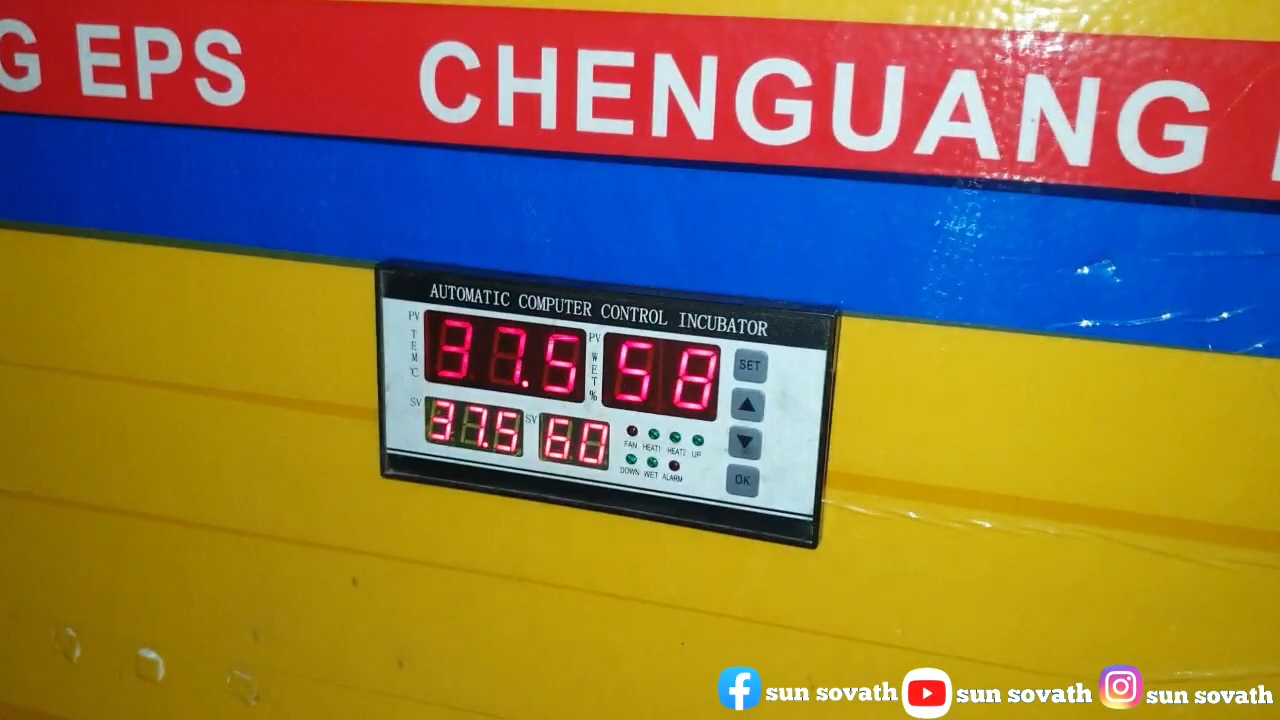 G EPS CHENGUANG
AUTOMATIC COMPUTER CONTROL INCUBATOR
PV TEMP ℃ 37.5 PV WET % 58 SET
SV 37.5 SV 60
FAN HEAT1 HEAT2 UP
DOWN WET ALARM OK
sun sovath sun sovath sun sovath